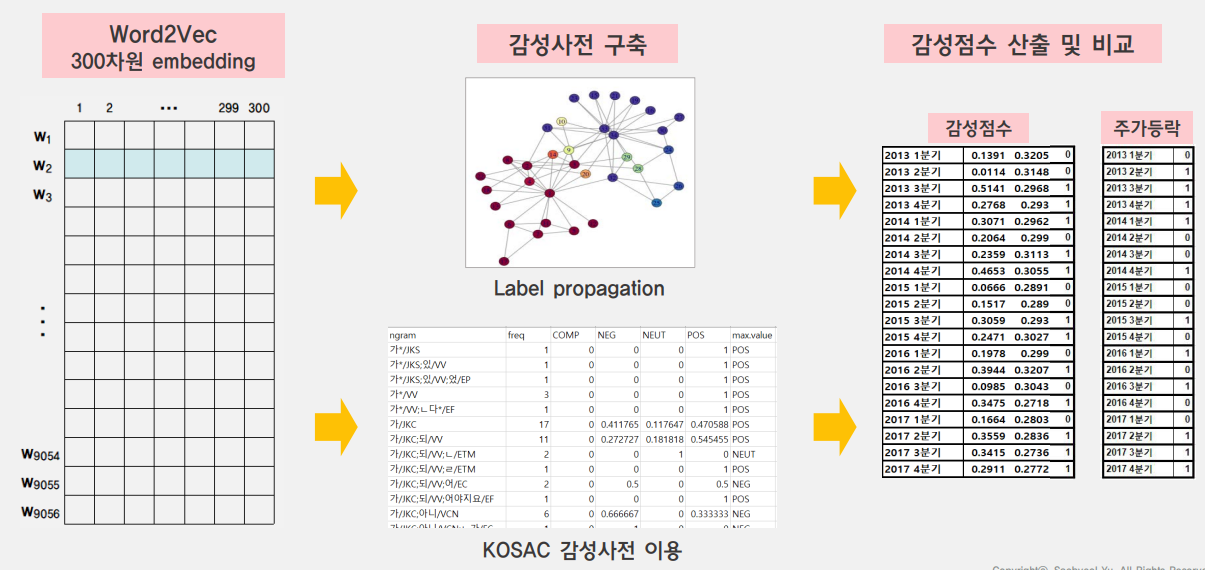 Word2Vec
300차원 embedding
1 2 ... 299 300
W1
W2
W3
W9054
W9055
W9056
감성사전 구축
10
9
14
20
29
28
Label propagation
ngram freq COMP NEG NEUT POS max.value
가*/JKS 1 0 0 0 1 POS
가*/JKS;있/VV 1 0 0 0 1 POS
가*/JKS;있/VV;었/EP 1 0 0 0 1 POS
가*/VV 3 0 0 0 1 POS
가*/VV;ㄴ다*/EF 1 0 0 0 1 POS
가/JKC 17 0 0.411765 0.117647 0.470588 POS
가/JKC;되/VV 11 0 0.272727 0.181818 0.545455 POS
가/JKC;되/VV;ㄴ/ETM 2 0 0 1 0 NEUT
가/JKC;되/VV;ㄹ/ETM 1 0 0 0 1 POS
가/JKC;되/VV;어/EC 2 0 0.5 0 0.5 NEG
가/JKC;되/VV;어야지요/EF 1 0 0 0 1 POS
가/JKC;아니/VCN 6 0 0.666667 0 0.333333 NEG
KOSAC 감성사전 이용
감성점수 산출 및 비교
감성점수
2013 1분기 0.1391 0.3205 0
2013 2분기 0.0114 0.3148 0
2013 3분기 0.5141 0.2968 1
2013 4분기 0.2768 0.293 1
2014 1분기 0.3071 0.2962 1
2014 2분기 0.2064 0.299 0
2014 3분기 0.2359 0.3113 1
2014 4분기 0.4653 0.3055 1
2015 1분기 0.0666 0.2891 0
2015 2분기 0.1517 0.289 0
2015 3분기 0.3059 0.293 1
2015 4분기 0.2471 0.3027 1
2016 1분기 0.1978 0.299 0
2016 2분기 0.3944 0.3207 1
2016 3분기 0.0985 0.3043 0
2016 4분기 0.3475 0.2718 1
2017 1분기 0.1664 0.2803 0
2017 2분기 0.3559 0.2836 1
2017 3분기 0.3415 0.2736 1
2017 4분기 0.2911 0.2772 1
주가등락
2013 1분기 0
2013 2분기 1
2013 3분기 1
2013 4분기 1
2014 1분기 1
2014 2분기 0
2014 3분기 0
2014 4분기 1
2015 1분기 0
2015 2분기 0
2015 3분기 1
2015 4분기 0
2016 1분기 1
2016 2분기 0
2016 3분기 1
2016 4분기 0
2017 1분기 0
2017 2분기 1
2017 3분기 1
2017 4분기 1